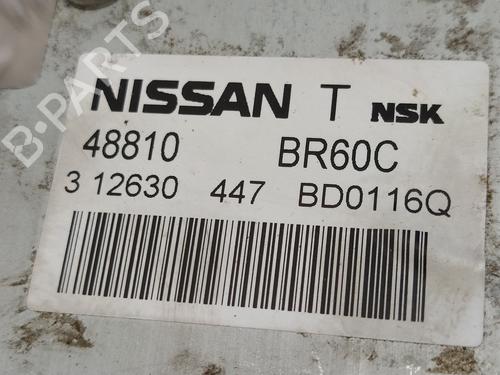 B-PARTS
NISSAN T NSK
48810 BR60C
3 12630 447 BD0116Q